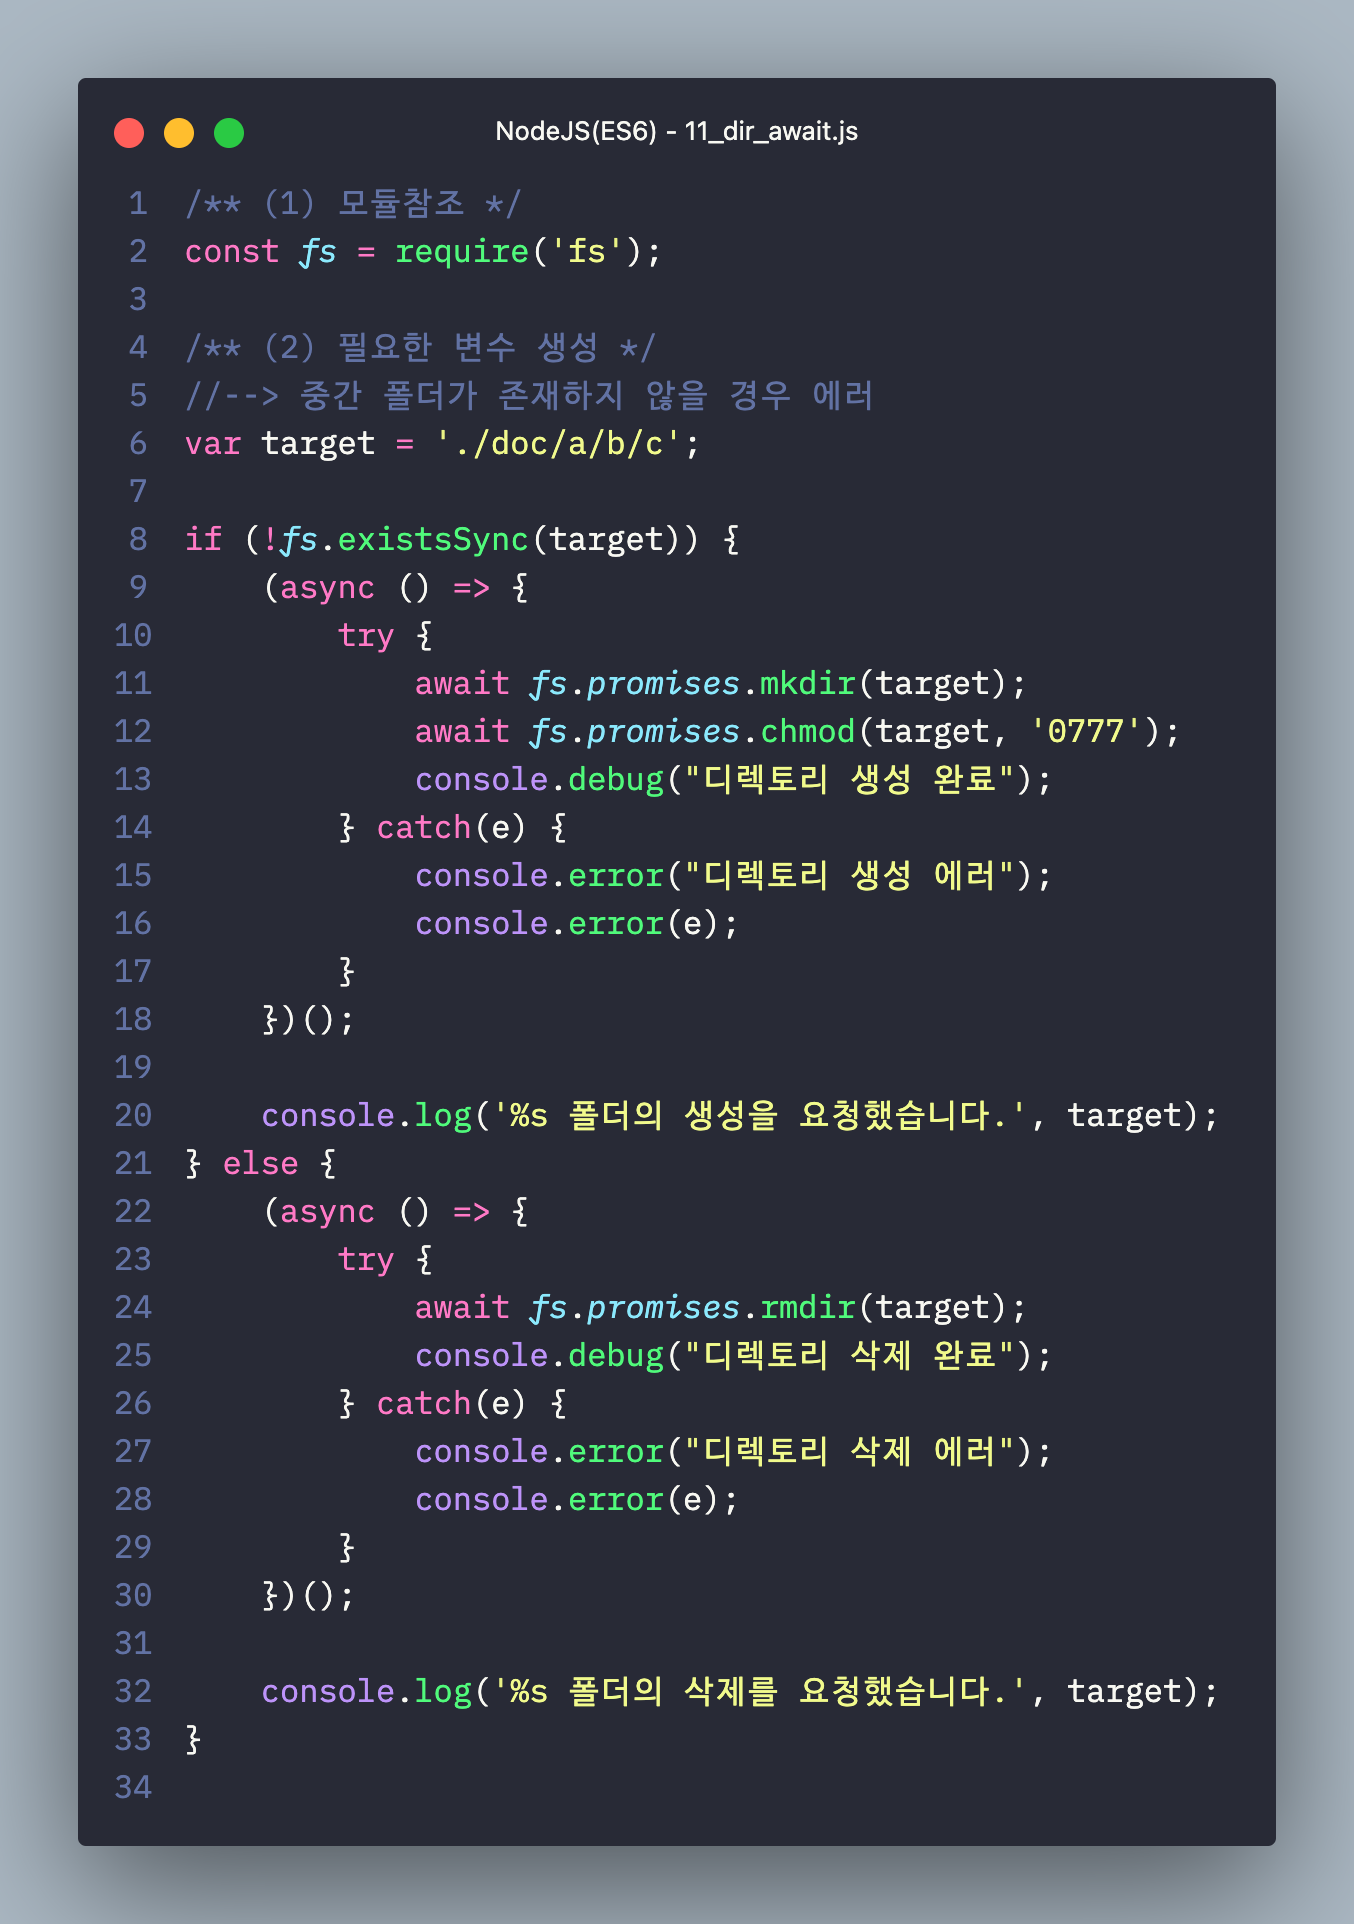 NodeJS(ES6) - 11_dir_await.js
1 /** (1) 모듈참조 */
2 const fs = require('fs');
3
4 /** (2) 필요한 변수 생성 */
5 //--> 중간 폴더가 존재하지 않을 경우 에러
6 var target = './doc/a/b/c';
7
8 if (!fs.existsSync(target)) {
9     (async () => {
10         try {
11             await fs.promises.mkdir(target);
12             await fs.promises.chmod(target, '0777');
13             console.debug("디렉토리 생성 완료");
14         } catch(e) {
15             console.error("디렉토리 생성 에러");
16             console.error(e);
17         }
18     })();
19
20     console.log('%s 폴더의 생성을 요청했습니다.', target);
21 } else {
22     (async () => {
23         try {
24             await fs.promises.rmdir(target);
25             console.debug("디렉토리 삭제 완료");
26         } catch(e) {
27             console.error("디렉토리 삭제 에러");
28             console.error(e);
29         }
30     })();
31
32     console.log('%s 폴더의 삭제를 요청했습니다.', target);
33 }
34